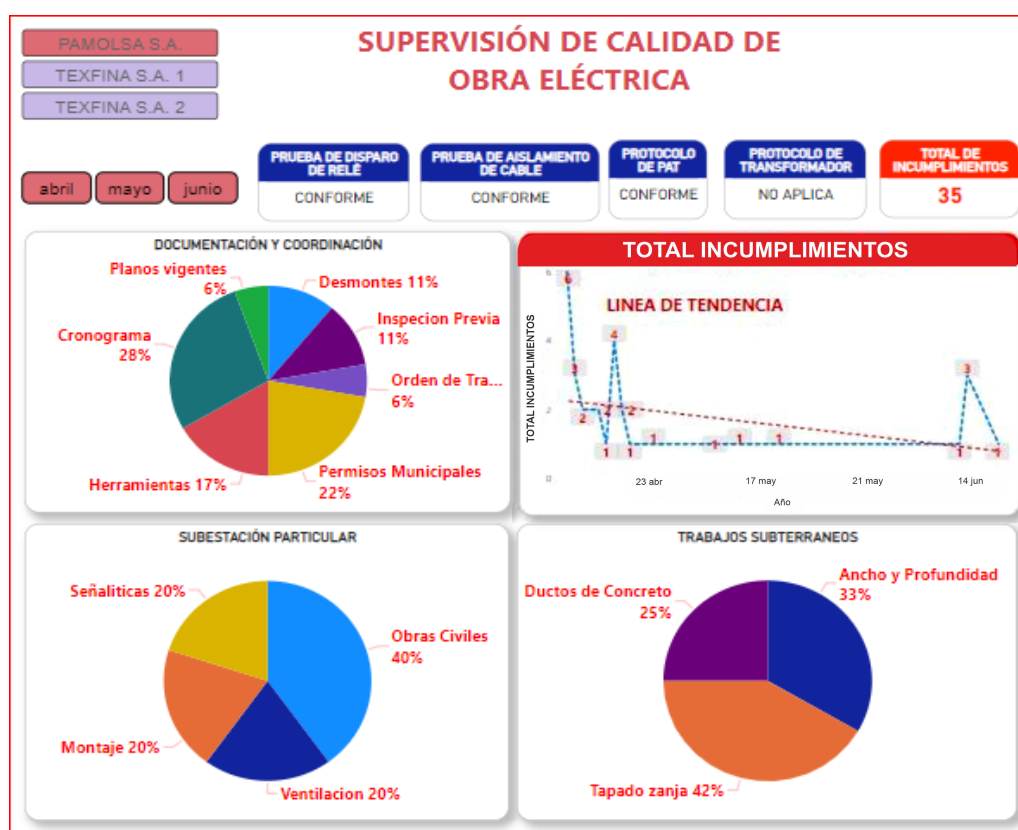 PAMOLSA S.A.
TEXFINA S.A. 1
TEXFINA S.A. 2
SUPERVISIÓN DE CALIDAD DE
OBRA ELÉCTRICA
abril
mayo
junio
PRUEBA DE DISPARO
DE RELÉ
CONFORME
PRUEBA DE AISLAMIENTO
DE CABLE
CONFORME
PROTOCOLO
DE PAT
CONFORME
PROTOCOLO DE
TRANSFORMADOR
NO APLICA
TOTAL DE
INCUMPLIMIENTOS
35
DOCUMENTACIÓN Y COORDINACIÓN
Planos vigentes
6%
Desmontes 11%
Inspecion Previa
11%
Cronograma
28%
Orden de Tra...
6%
Permisos Municipales
22%
Herramientas 17%
TOTAL INCUMPLIMIENTOS
LINEA DE TENDENCIA
TOTAL INCUMPLIMIENTOS
6
4
2
0
6
3
2
2
1
4
2
1
1
1
1
1
3
1
1
23 abr
17 may
21 may
14 jun
Año
SUBESTACIÓN PARTICULAR
Señaliticas 20%
Obras Civiles
40%
Montaje 20%
Ventilacion 20%
TRABAJOS SUBTERRANEOS
Ductos de Concreto
25%
Ancho y Profundidad
33%
Tapado zanja 42%